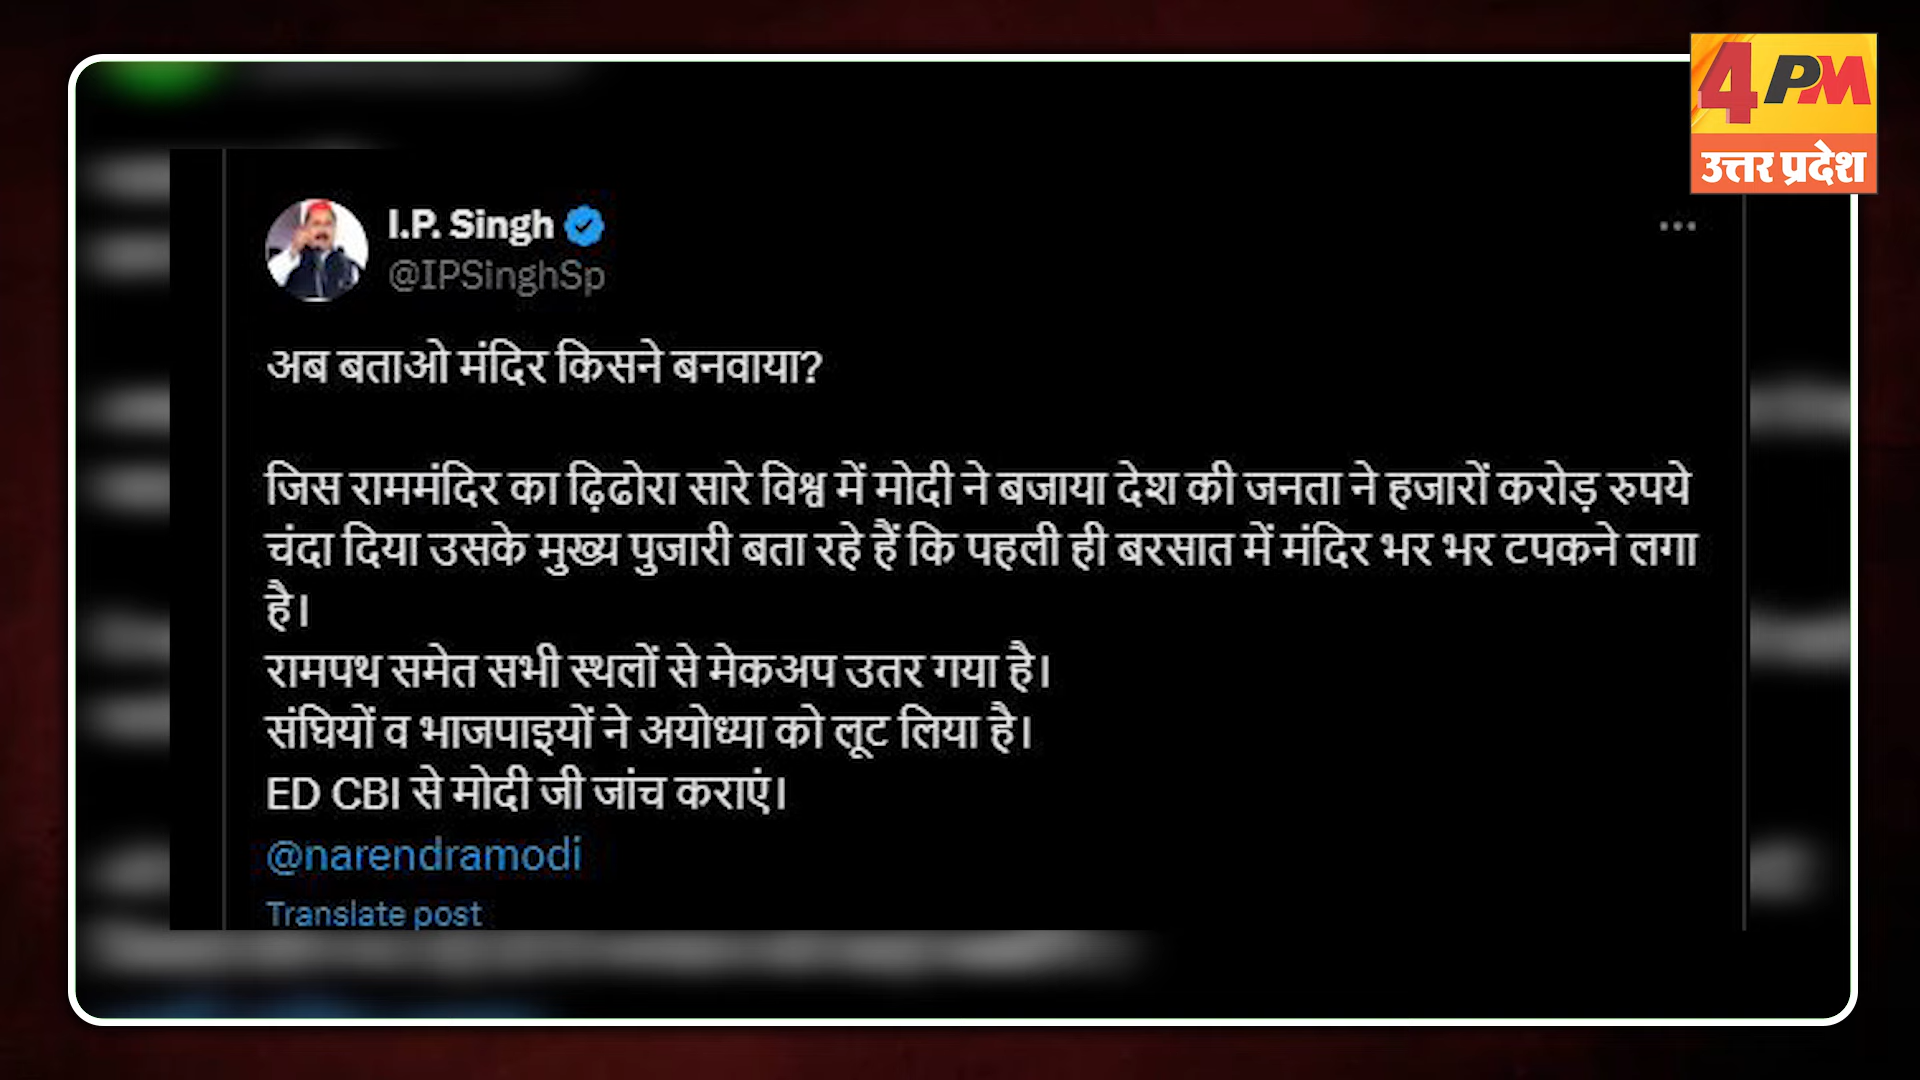 4PM
उत्तर प्रदेश
I.P. Singh
@IPSinghSp
अब बताओ मंदिर किसने बनवाया?
जिस राममंदिर का ढ़िढोरा सारे विश्व में मोदी ने बजाया देश की जनता ने हजारों करोड़ रुपये
चंदा दिया उसके मुख्य पुजारी बता रहे हैं कि पहली ही बरसात में मंदिर भर भर टपकने लगा
है।
रामपथ समेत सभी स्थलों से मेकअप उतर गया है।
संघियों व भाजपाइयों ने अयोध्या को लूट लिया है।
ED CBI से मोदी जी जांच कराएं।
@narendramodi
Translate post